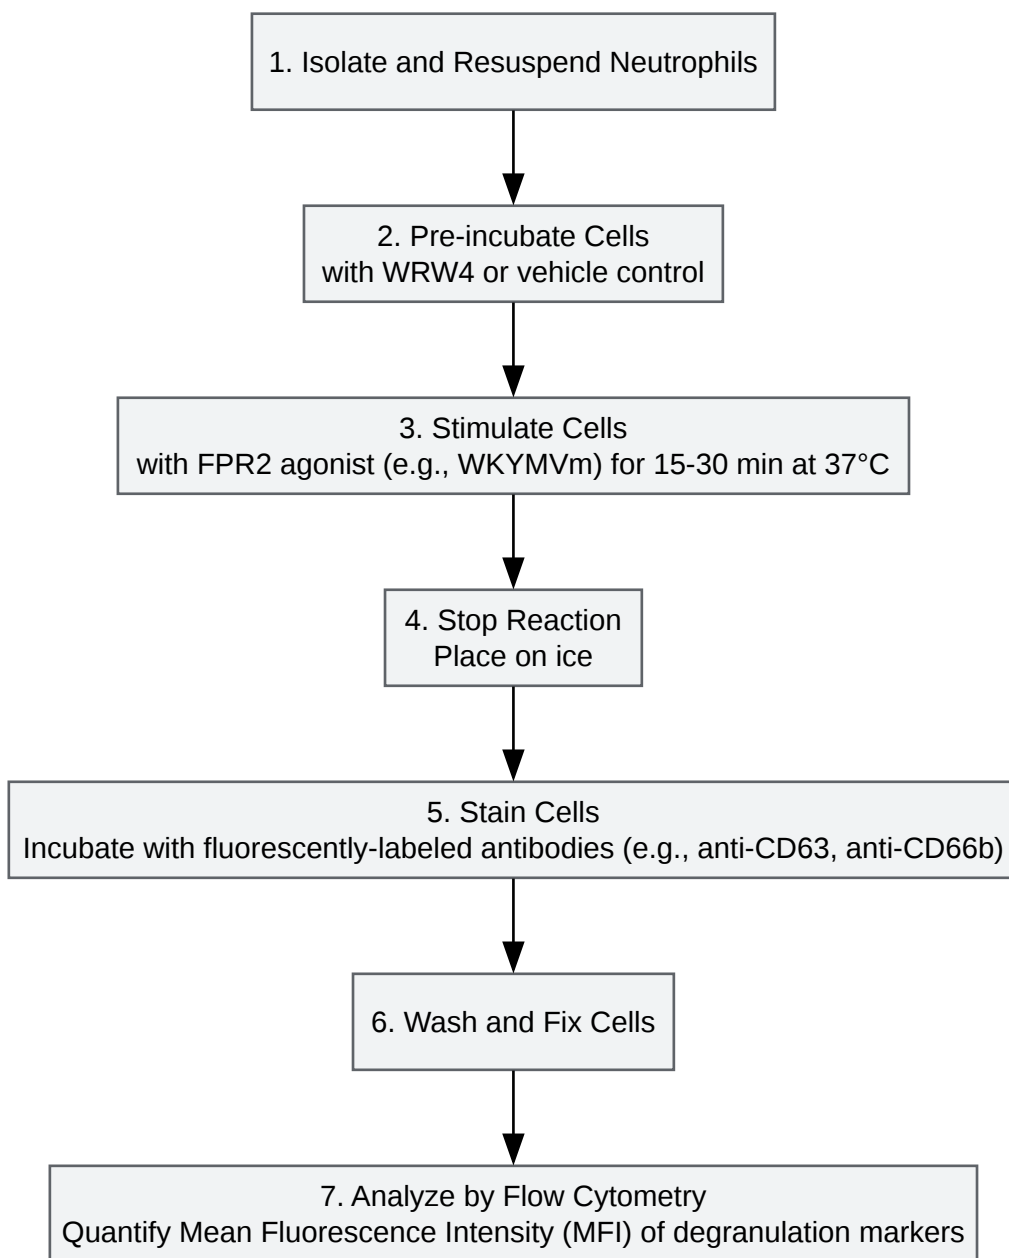 1. Isolate and Resuspend Neutrophils
2. Pre-incubate Cells
with WRW4 or vehicle control
3. Stimulate Cells
with FPR2 agonist (e.g., WKYMVm) for 15-30 min at 37°C
4. Stop Reaction
Place on ice
5. Stain Cells
Incubate with fluorescently-labeled antibodies (e.g., anti-CD63, anti-CD66b)
6. Wash and Fix Cells
7. Analyze by Flow Cytometry
Quantify Mean Fluorescence Intensity (MFI) of degranulation markers